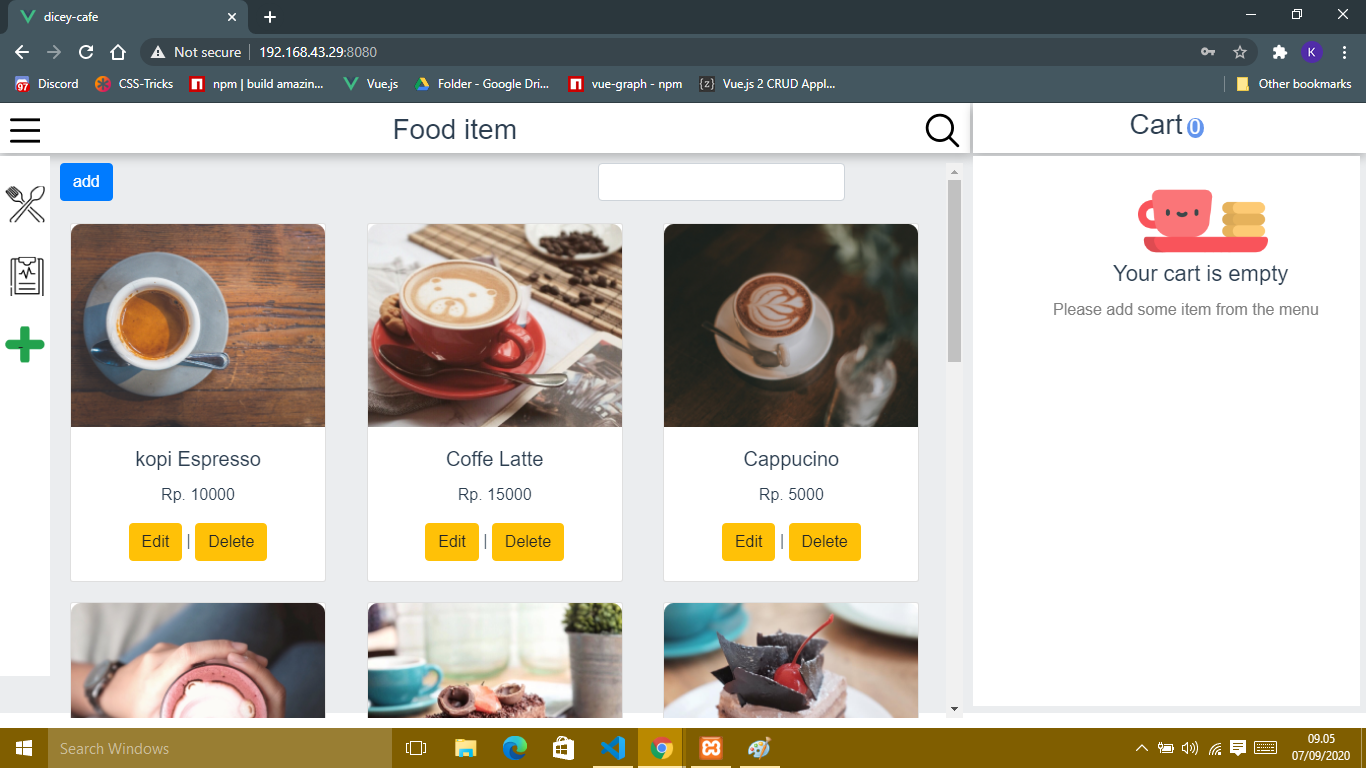 dicey-cafe
Not secure
192.168.43.29:8080
K
97
Discord
CSS-Tricks
npm | build amazin...
Vue.js
Folder - Google Dri...
vue-graph - npm
{z}
Vue.js 2 CRUD Appl...
Other bookmarks
Food item
Cart 0
add
Your cart is empty
Please add some item from the menu
kopi Espresso
Rp. 10000
Edit | Delete
Coffe Latte
Rp. 15000
Edit | Delete
Cappucino
Rp. 5000
Edit | Delete
Search Windows
09.05
07/09/2020